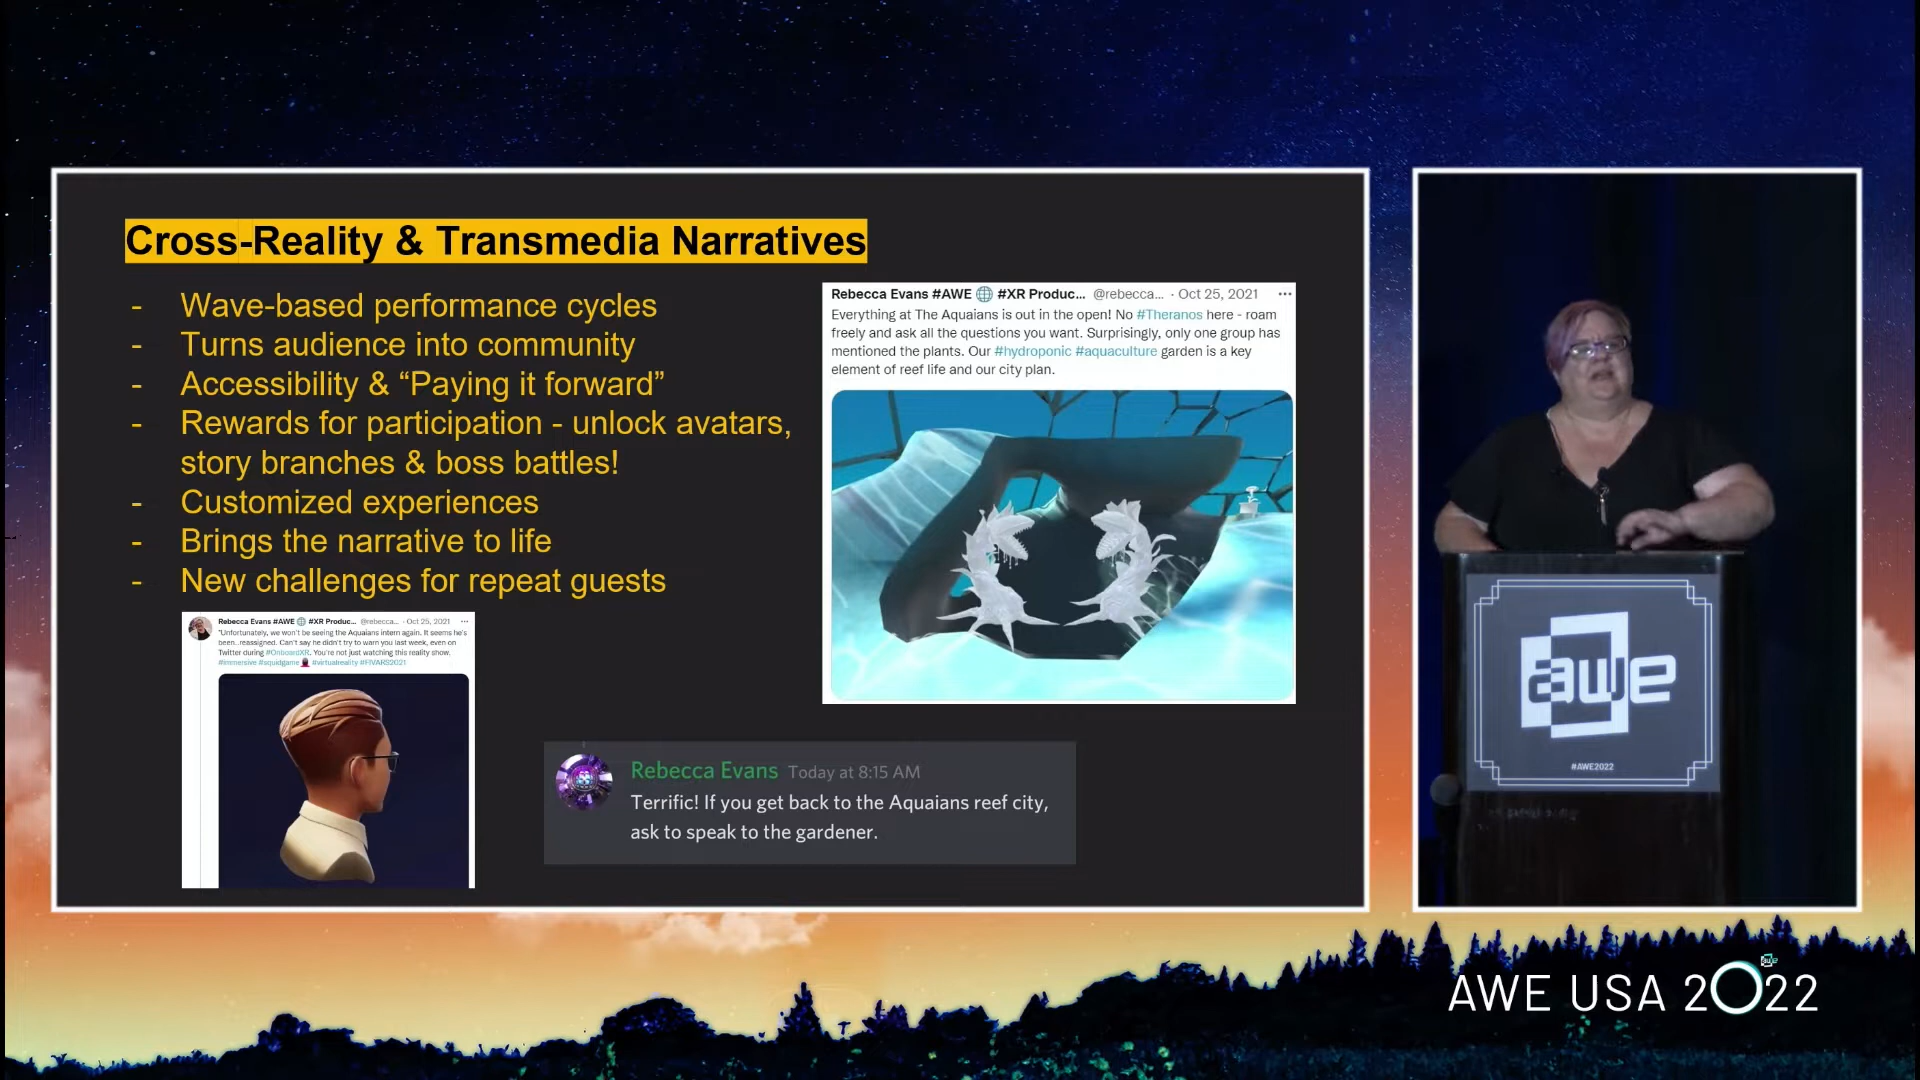 Cross-Reality & Transmedia Narratives
- Wave-based performance cycles
- Turns audience into community
- Accessibility & “Paying it forward”
- Rewards for participation - unlock avatars,
story branches & boss battles!
- Customized experiences
- Brings the narrative to life
- New challenges for repeat guests
Rebecca Evans #AWE 🌐 #XR Produc... @rebecca... · Oct 25, 2021 ···
Everything at The Aquaians is out in the open! No #Theranos here - roam
freely and ask all the questions you want. Surprisingly, only one group has
mentioned the plants. Our #hydroponic #aquaculture garden is a key
element of reef life and our city plan.
Rebecca Evans #AWE 🌐 #XR Produc... @rebecca... · Oct 25, 2021 ···
"Unfortunately, we won't be seeing the Aquaians intern again. It seems he's
been..reassigned. Can't say he didn't try to warn you last week, even on
Twitter during #OnboardXR. You're not just watching this reality show.
#immersive #squidgame #virtualreality #FIVARS2021
Rebecca Evans Today at 8:15 AM
Terrific! If you get back to the Aquaians reef city,
ask to speak to the gardener.
awe
#AWE2022
awe
AWE USA 2022